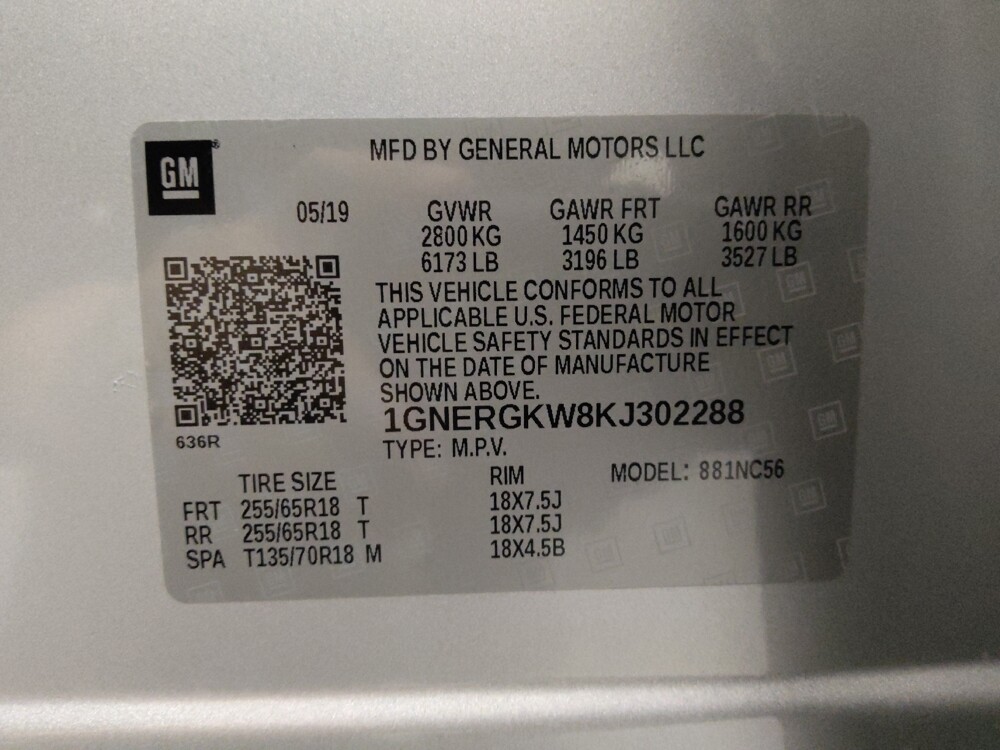 GM
MFD BY GENERAL MOTORS LLC
05/19 GVWR GAWR FRT GAWR RR
2800 KG 1450 KG 1600 KG
6173 LB 3196 LB 3527 LB
THIS VEHICLE CONFORMS TO ALL
APPLICABLE U.S. FEDERAL MOTOR
VEHICLE SAFETY STANDARDS IN EFFECT
ON THE DATE OF MANUFACTURE
SHOWN ABOVE.
1GNERGKW8KJ302288
636R
TYPE: M.P.V.
TIRE SIZE RIM MODEL: 881NC56
FRT 255/65R18 T 18X7.5J
RR 255/65R18 T 18X7.5J
SPA T135/70R18 M 18X4.5B